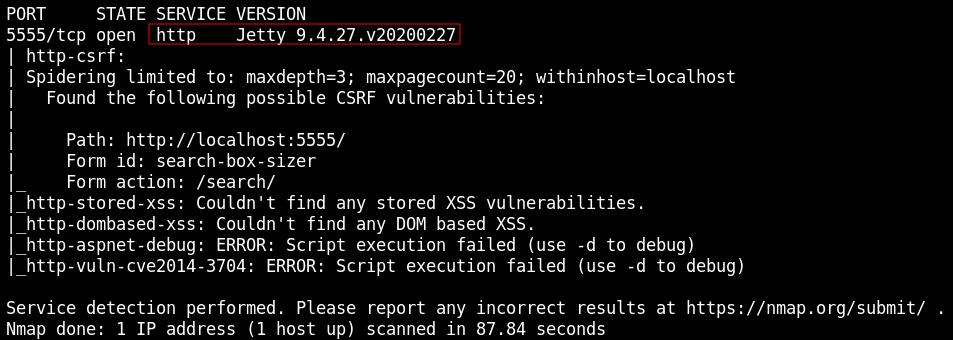 PORT     STATE SERVICE VERSION
5555/tcp open  http    Jetty 9.4.27.v20200227
| http-csrf:
| Spidering limited to: maxdepth=3; maxpagecount=20; withinhost=localhost
|   Found the following possible CSRF vulnerabilities:
|
|     Path: http://localhost:5555/
|     Form id: search-box-sizer
|_    Form action: /search/
|_http-stored-xss: Couldn't find any stored XSS vulnerabilities.
|_http-dombased-xss: Couldn't find any DOM based XSS.
|_http-aspnet-debug: ERROR: Script execution failed (use -d to debug)
|_http-vuln-cve2014-3704: ERROR: Script execution failed (use -d to debug)

Service detection performed. Please report any incorrect results at https://nmap.org/submit/ .
Nmap done: 1 IP address (1 host up) scanned in 87.84 seconds